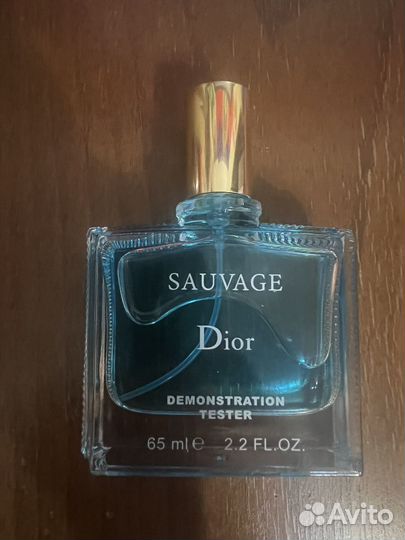 SAUVAGE
Dior
DEMONSTRATION
TESTER
65 ml ℮ 2.2 FL.OZ.
Avito